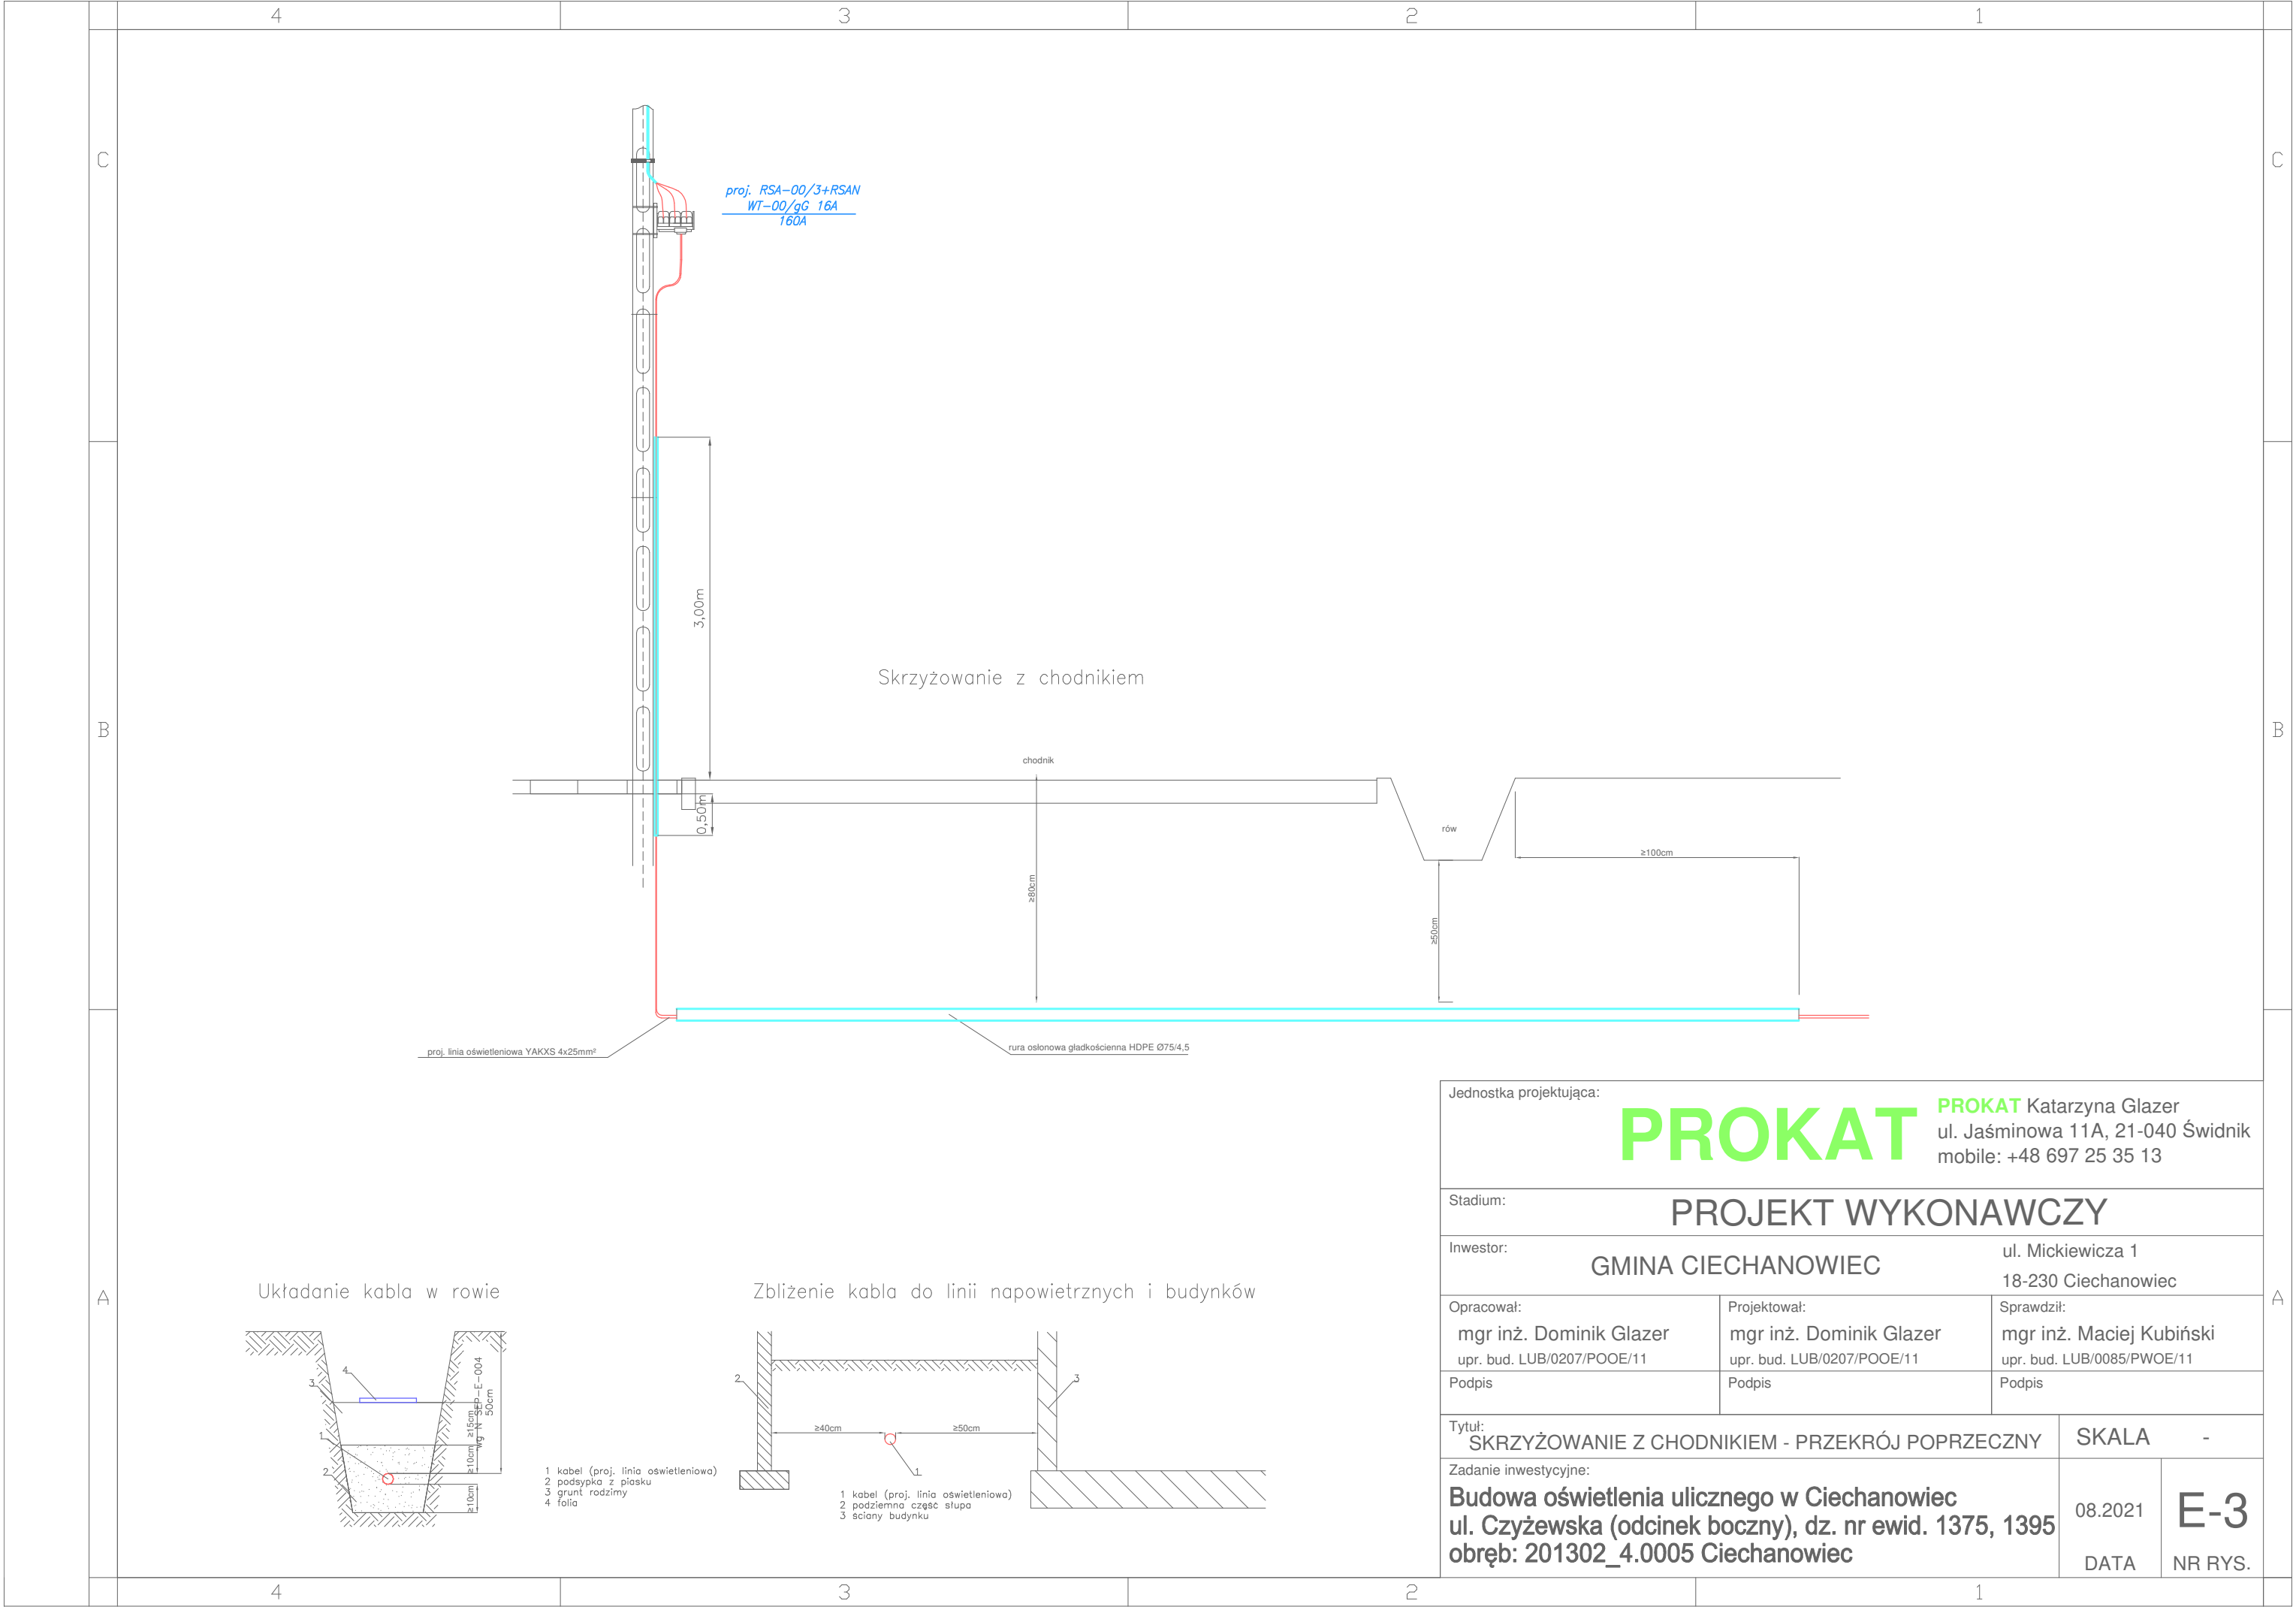 4 3 2 1
C C
proj. RSA-00/3+RSAN
WT-00/gG 16A
160A
3,00m
Skrzyżowanie z chodnikiem
B B
chodnik
0,50m
rów
≥100cm
≥80cm
≥50cm
proj. linia oświetleniowa YAKXS 4x25mm²
rura osłonowa gładkościenna HDPE Ø75/4,5
Jednostka projektująca:
PROKAT
PROKAT Katarzyna Glazer
ul. Jaśminowa 11A, 21-040 Świdnik
mobile: +48 697 25 35 13
Stadium:
PROJEKT WYKONAWCZY
Inwestor:
GMINA CIECHANOWIEC
ul. Mickiewicza 1
18-230 Ciechanowiec
Opracował:
mgr inż. Dominik Glazer
upr. bud. LUB/0207/POOE/11
Projektował:
mgr inż. Dominik Glazer
upr. bud. LUB/0207/POOE/11
Sprawdził:
mgr inż. Maciej Kubiński
upr. bud. LUB/0085/PWOE/11
Podpis
Podpis
Podpis
Tytuł:
SKRZYŻOWANIE Z CHODNIKIEM - PRZEKRÓJ POPRZECZNY
SKALA -
Zadanie inwestycyjne:
Budowa oświetlenia ulicznego w Ciechanowiec
ul. Czyżewska (odcinek boczny), dz. nr ewid. 1375, 1395
obręb: 201302_4.0005 Ciechanowiec
08.2021
DATA
E-3
NR RYS.
A A
Układanie kabla w rowie
4
3
1
2
wg N SEP-E-004
50cm
≥15cm
≥10cm
≥10cm
1 kabel (proj. linia oświetleniowa)
2 podsypka z piasku
3 grunt rodzimy
4 folia
Zbliżenie kabla do linii napowietrznych i budynków
2
3
≥40cm
≥50cm
1
1 kabel (proj. linia oświetleniowa)
2 podziemna część słupa
3 ściany budynku
4 3 2 1